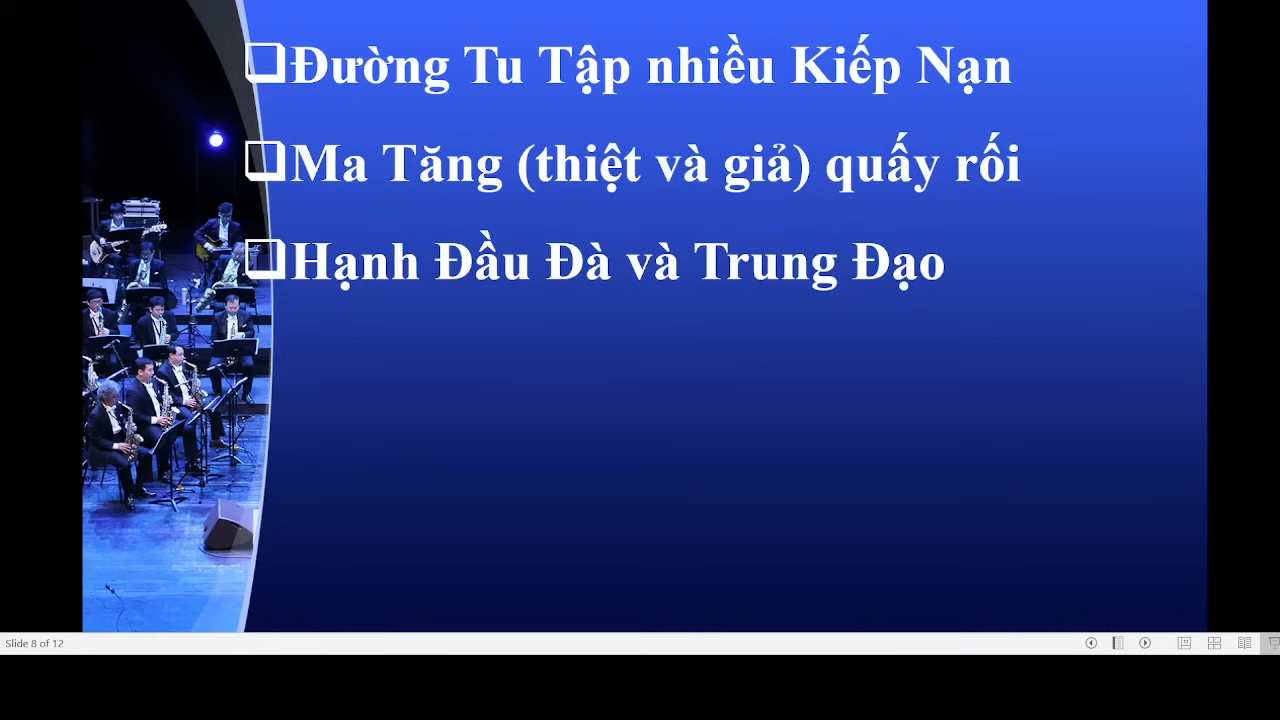 Đường Tu Tập nhiều Kiếp Nạn
Ma Tăng (thiệt và giả) quấy rối
Hạnh Đầu Đà và Trung Đạo
Slide 8 of 12